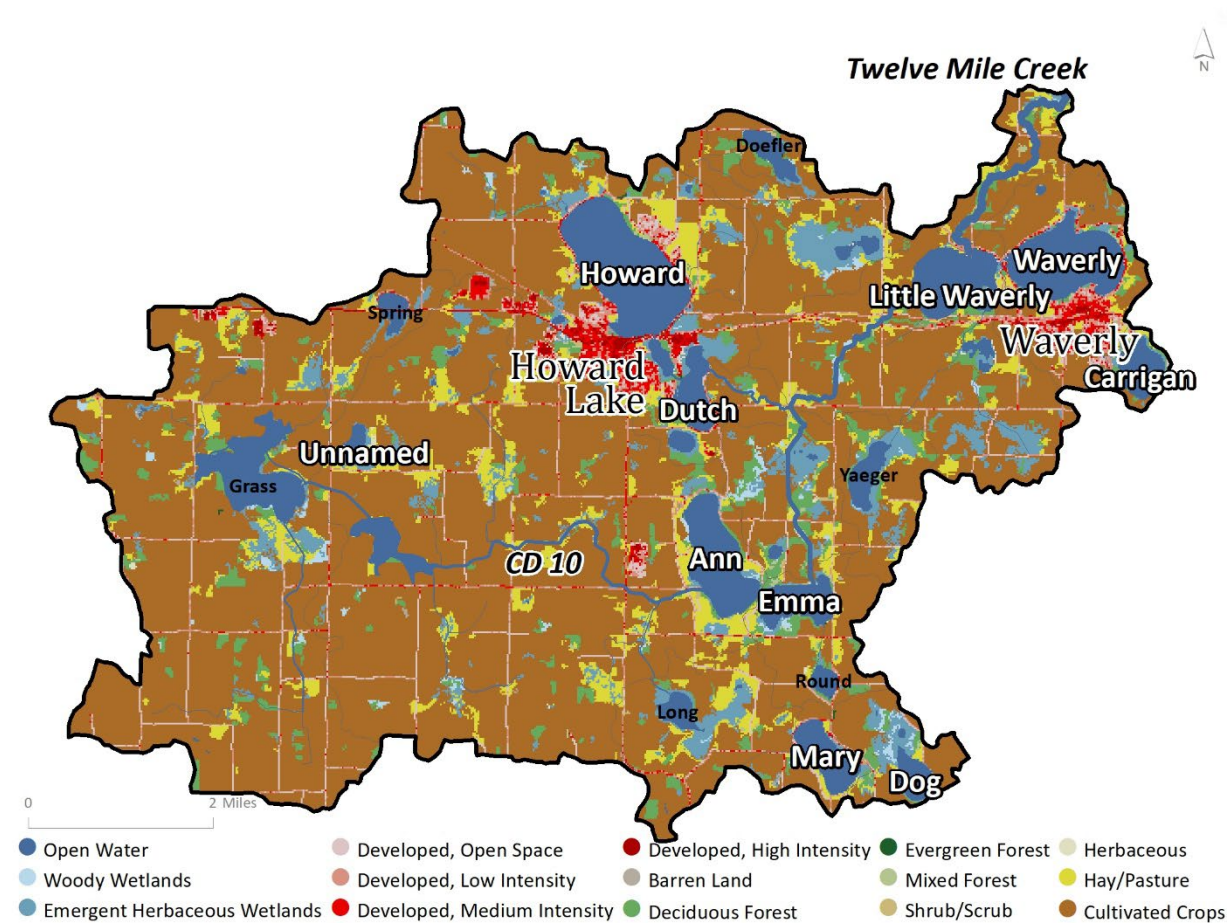 Twelve Mile Creek
N
Doefler
Howard
Waverly
Little Waverly
Spring
Waverly
Howard
Lake
Carrigan
Dutch
Unnamed
Yaeger
Grass
CD 10
Ann
Emma
Round
Long
Mary
Dog
0 2 Miles
Open Water
Developed, Open Space
Developed, High Intensity
Evergreen Forest
Herbaceous
Woody Wetlands
Developed, Low Intensity
Barren Land
Mixed Forest
Hay/Pasture
Emergent Herbaceous Wetlands
Developed, Medium Intensity
Deciduous Forest
Shrub/Scrub
Cultivated Crops